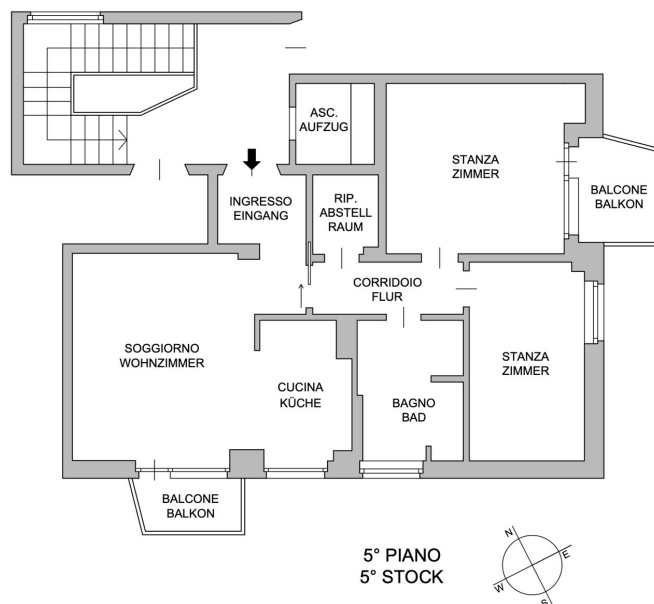 ASC.
AUFZUG
STANZA
ZIMMER
BALCONE
BALKON
INGRESSO
EINGANG
RIP.
ABSTELL
RAUM
CORRIDOIO
FLUR
SOGGIORNO
WOHNZIMMER
STANZA
ZIMMER
CUCINA
KÜCHE
BAGNO
BAD
BALCONE
BALKON
5° PIANO
5° STOCK
N
E
W
S